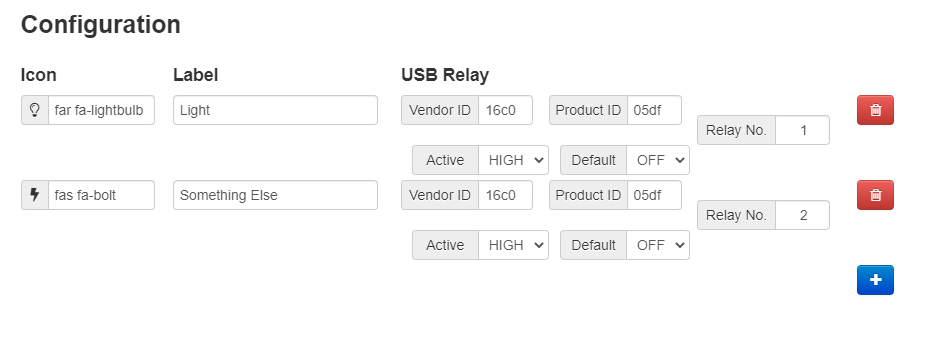 Configuration
Icon Label USB Relay
far fa-lightbulb Light Vendor ID 16c0 Product ID 05df
Relay No. 1
Active HIGH Default OFF
fas fa-bolt Something Else Vendor ID 16c0 Product ID 05df
Relay No. 2
Active HIGH Default OFF